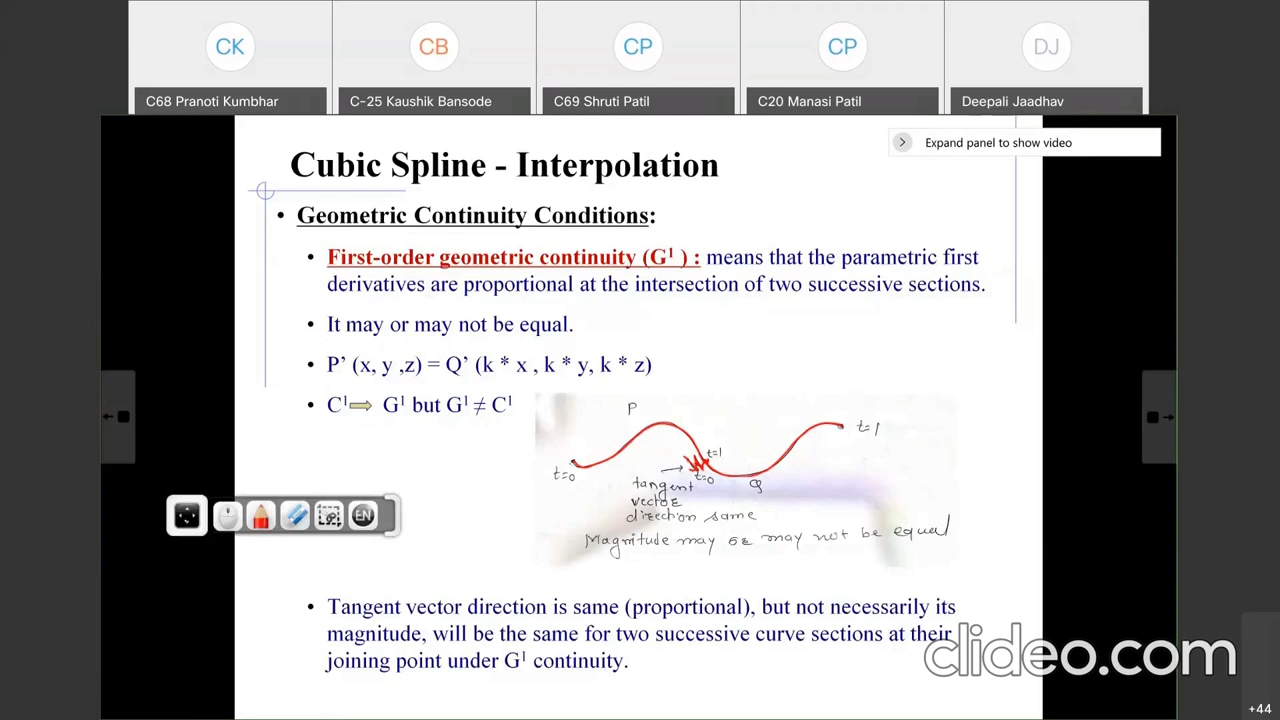 CK
CB
CP
CP
DJ
C68 Pranoti Kumbhar
C-25 Kaushik Bansode
C69 Shruti Patil
C20 Manasi Patil
Deepali Jaadhav
Expand panel to show video
Cubic Spline - Interpolation
• Geometric Continuity Conditions:
• First-order geometric continuity (G¹ ) : means that the parametric first
derivatives are proportional at the intersection of two successive sections.
• It may or may not be equal.
• P’ (x, y ,z) = Q’ (k * x , k * y, k * z)
• C¹ ⇒ G¹ but G¹ ≠ C¹
P
t=1
t=1
t=0
t=0
Q
tangent
vector
direction same
Magnitude may or may not be equal
EN
• Tangent vector direction is same (proportional), but not necessarily its
magnitude, will be the same for two successive curve sections at their
joining point under G¹ continuity.
clideo.com
+44